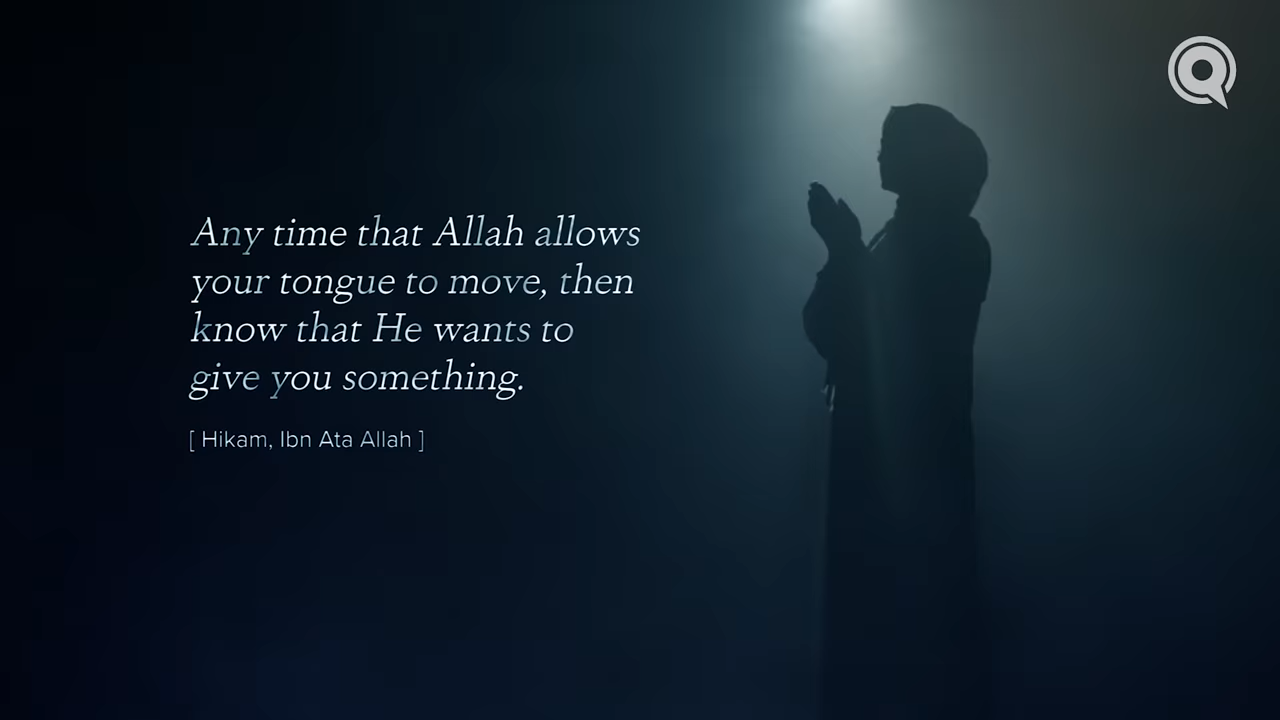 Any time that Allah allows
your tongue to move, then
know that He wants to
give you something.
[ Hikam, Ibn Ata Allah ]